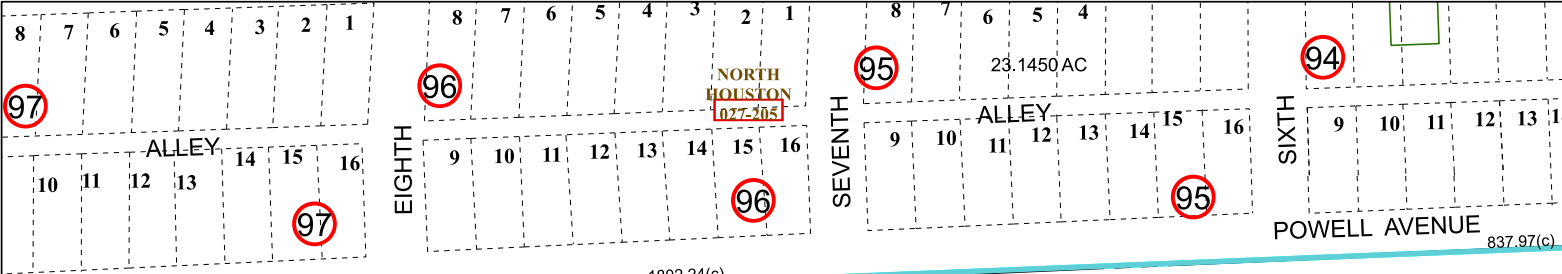 8 7 6 5 4 3 2 1
8 7 6 5 4 3 2 1
8 7 6 5 4
97
96
95
94
23.1450 AC
NORTH
HOUSTON
027-205
ALLEY
ALLEY
EIGHTH
SEVENTH
SIXTH
10 11 12 13 14 15 16
9 10 11 12 13 14 15 16
9 10 11 12 13 14 15 16
9 10 11 12 13
97
96
95
POWELL AVENUE
837.97(c)